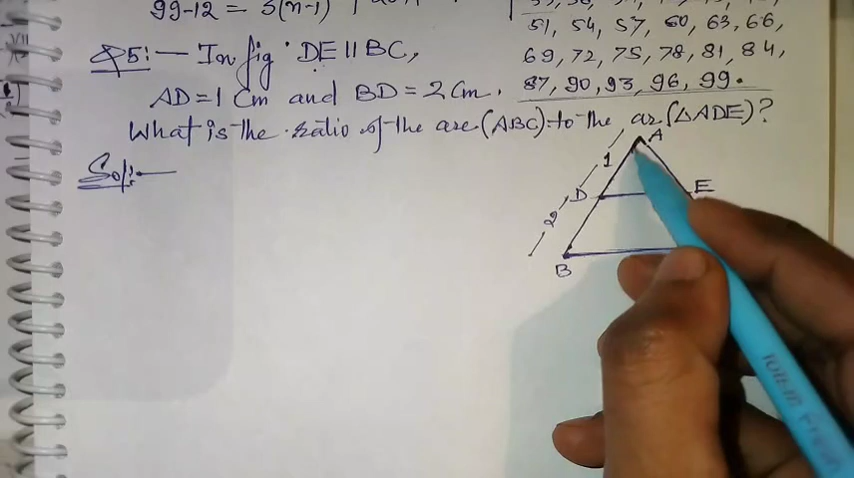 99-12 = 3(n-1)
51, 54, 57, 60, 63, 66,
69, 72, 75, 78, 81, 84,
87, 90, 93, 96, 99.
Q5:— In fig. DE || BC,
AD=1 Cm and BD=2 Cm.
What is the ratio of the are(ABC) to the ar(△ADE)?
Sol:—
A
1
D
E
2
B